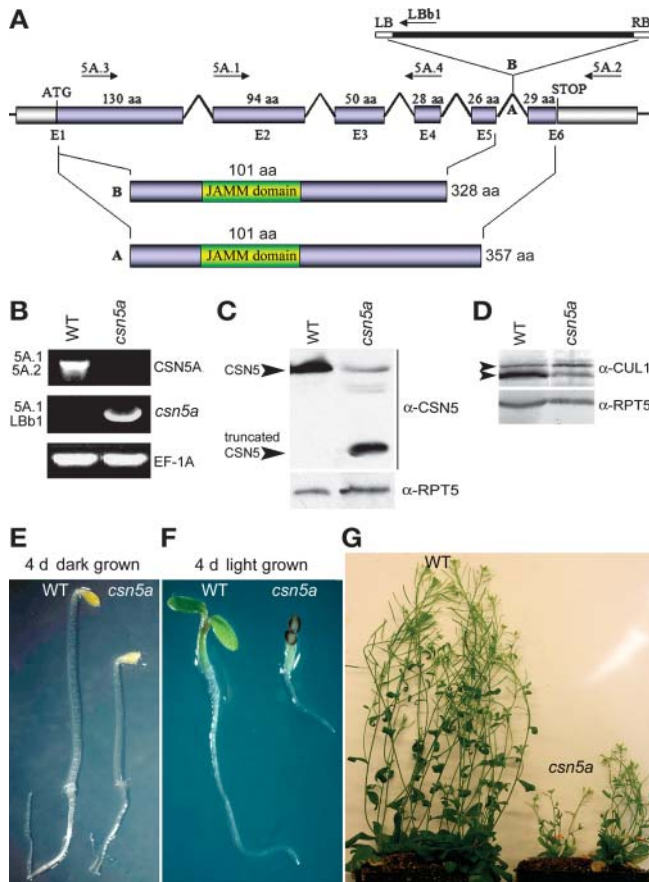 A
LB LBb1 RB
B
5A.3 5A.1 5A.4 5A.2
ATG STOP
130 aa 94 aa 50 aa 28 aa 26 aa A 29 aa
E1 E2 E3 E4 E5 E6
101 aa
B JAMM domain 328 aa
101 aa
A JAMM domain 357 aa
B
WT csn5a
5A.1
5A.2
CSN5A
5A.1
LBb1
csn5a
EF-1A
C
WT csn5a
CSN5
α-CSN5
truncated
CSN5
α-RPT5
D
WT csn5a
α-CUL1
α-RPT5
E
4 d dark grown
WT csn5a
F
4 d light grown
WT csn5a
G
WT
csn5a